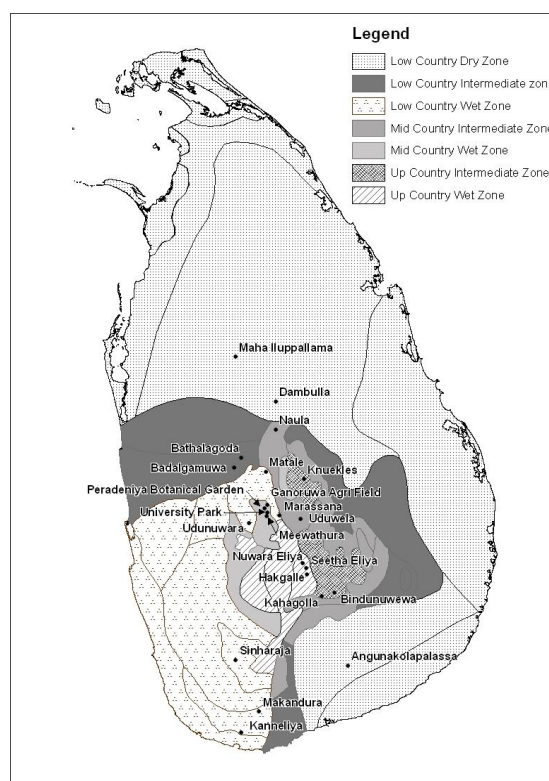 Legend
Low Country Dry Zone
Low Country Intermediate zon
Low Country Wet Zone
Mid Country Intermediate Zone
Mid Country Wet Zone
Up Country Intermediate Zone
Up Country Wet Zone
Maha Iluppallama
Dambulla
Naula
Bathalagoda
Badalgamuwa
Matale
Knuekles
Peradeniya Botanical Garden
Ganoruwa Agri Field
University Park
Marassana
Uduwela
Udunuwara
Meewathura
Nuwara Eliya
Seetha Eliya
Hakgalle
Kahagolla
Bindunuwewa
Sinharaja
Angunakolapalassa
Makandura
Kanneliya